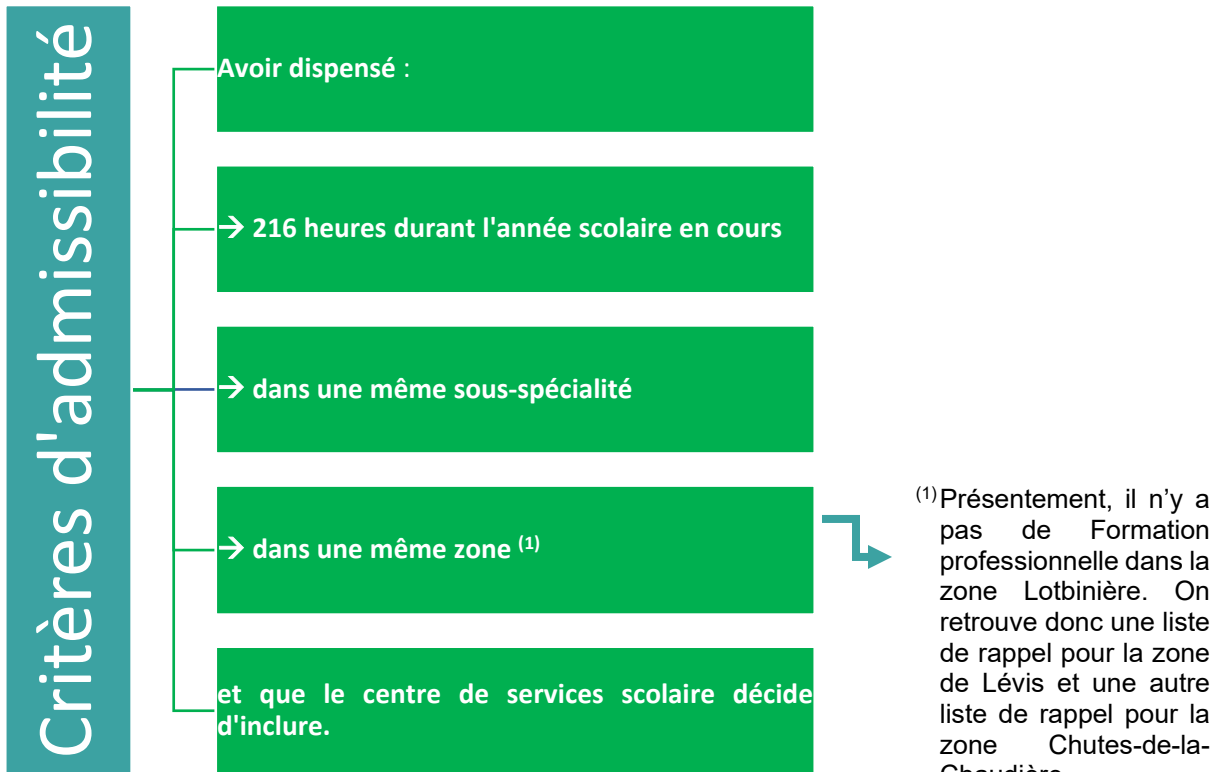 Critères d'admissibilité
Avoir dispensé :
→ 216 heures durant l'année scolaire en cours
→ dans une même sous-spécialité
→ dans une même zone (1)
et que le centre de services scolaire décide
d'inclure.
(1) Présentement, il n'y a
pas de Formation
professionnelle dans la
zone Lotbinière. On
retrouve donc une liste
de rappel pour la zone
de Lévis et une autre
liste de rappel pour la
zone Chutes-de-la-
Chaudière